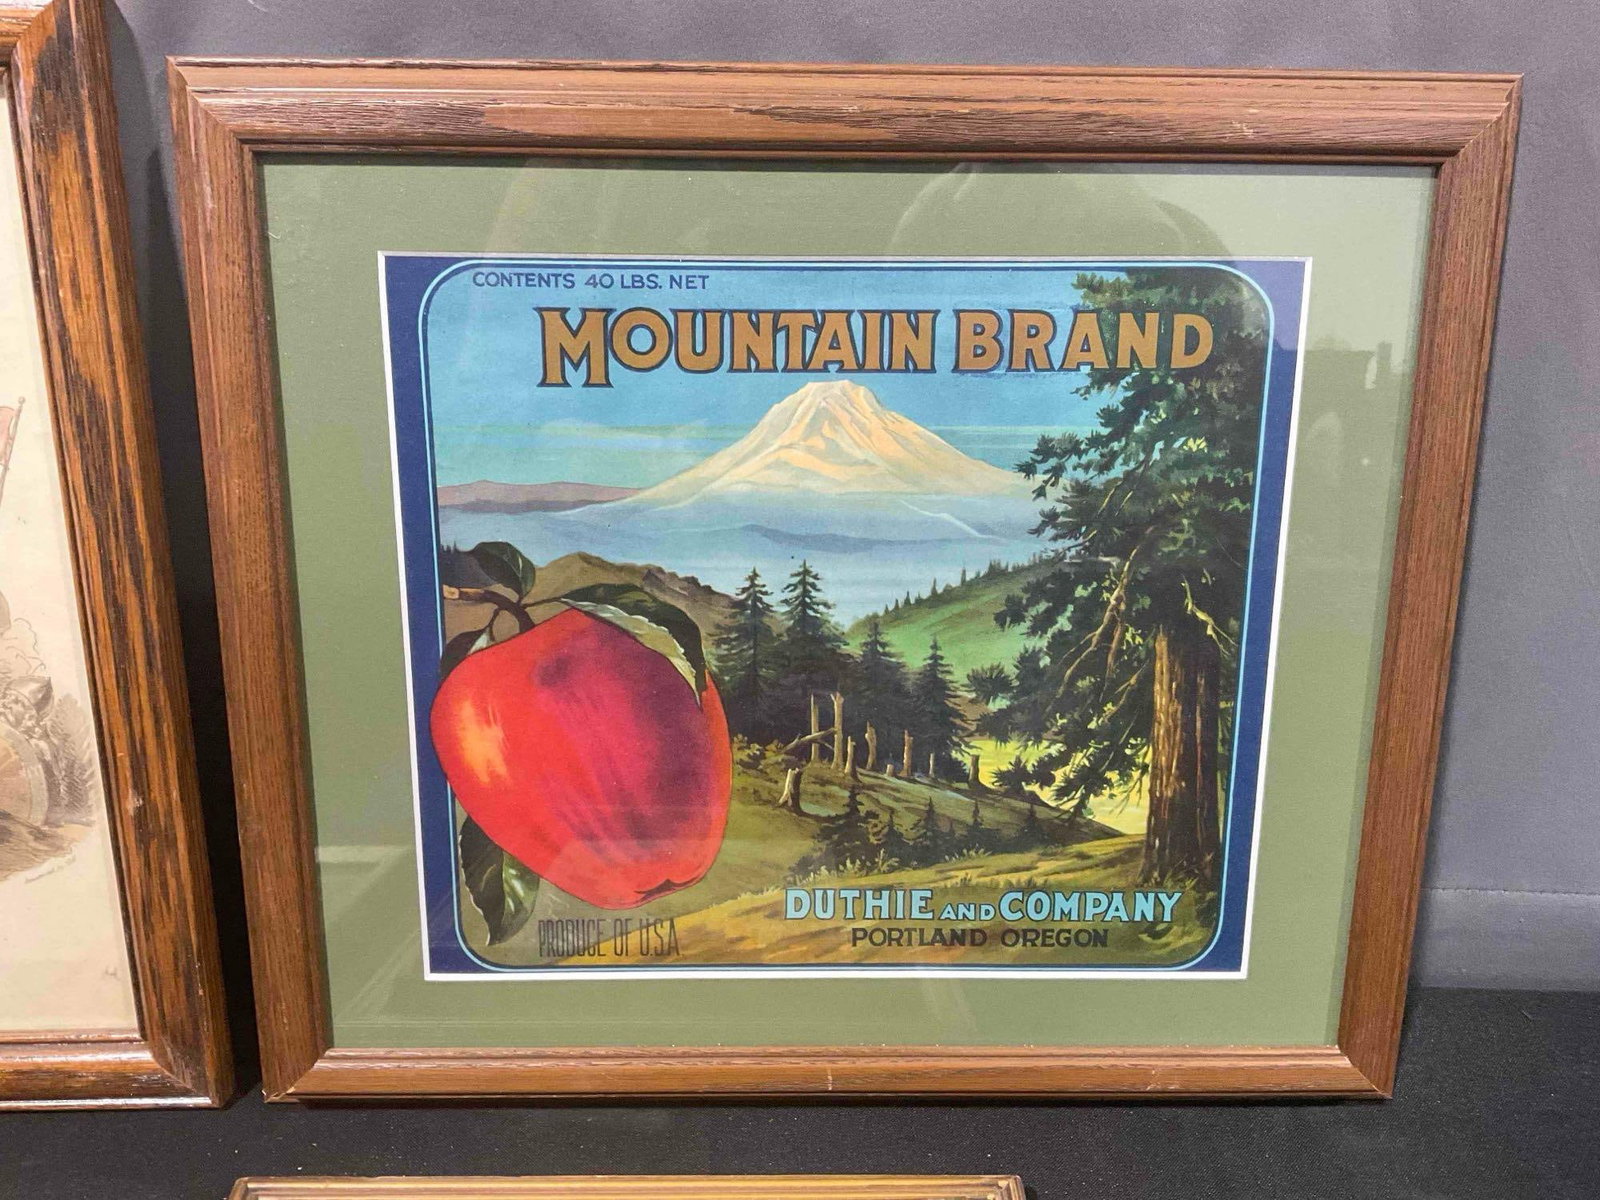 CONTENTS 40 LBS. NET
MOUNTAIN BRAND
DUTHIE AND COMPANY
PORTLAND OREGON
PRODUCE OF U.S.A.